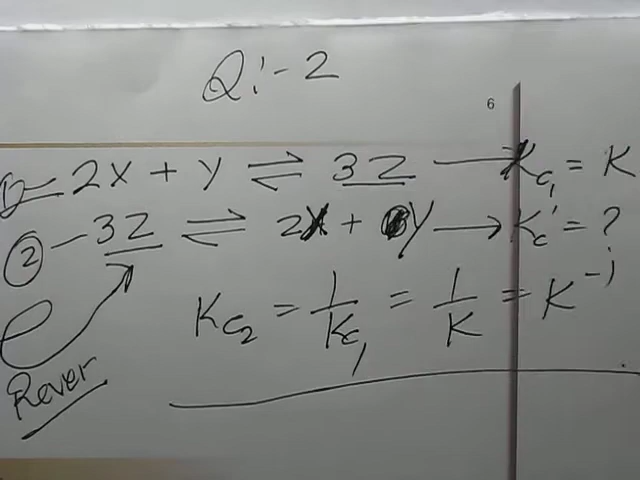 Q:-2
6
1 2X + Y ⇌ 3Z → Kc1 = K
2 - 3Z ⇌ 2X + Y → Kc' = ?
Kc2 = 1/Kc1 = 1/K = K^-1
Rever